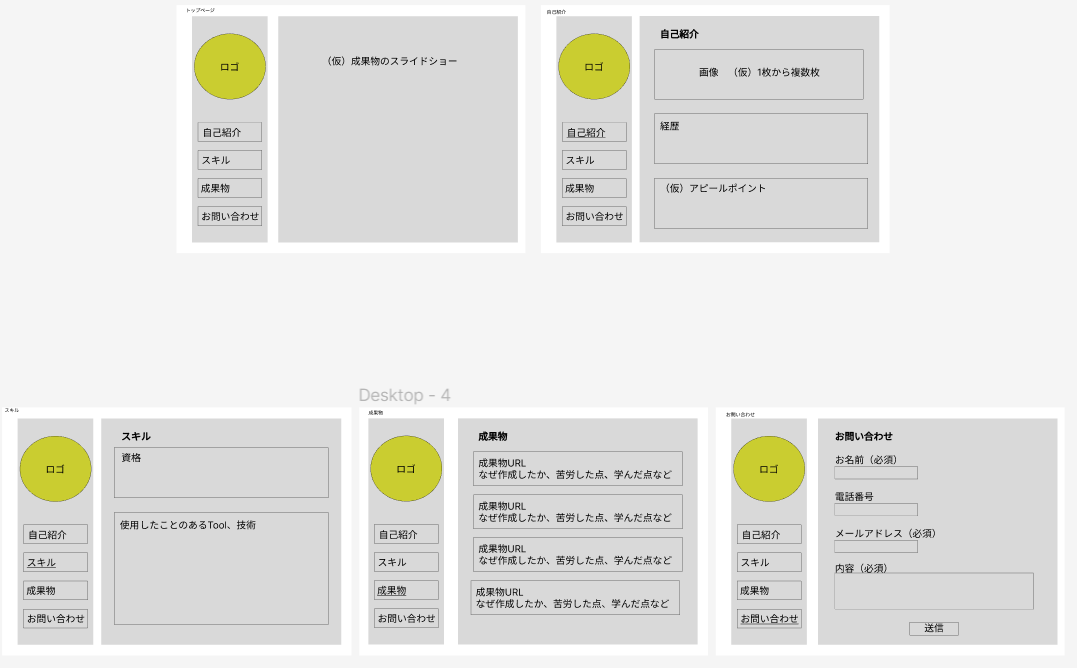 トップページ
ロゴ
自己紹介
スキル
成果物
お問い合わせ
（仮）成果物のスライドショー
自己紹介
ロゴ
自己紹介
スキル
成果物
お問い合わせ
自己紹介
画像　（仮）1枚から複数枚
経歴
（仮）アピールポイント
スキル
ロゴ
自己紹介
スキル
成果物
お問い合わせ
スキル
資格
使用したことのあるTool、技術
Desktop - 4
成果物
ロゴ
自己紹介
スキル
成果物
お問い合わせ
成果物
成果物URL
なぜ作成したか、苦労した点、学んだ点など
成果物URL
なぜ作成したか、苦労した点、学んだ点など
成果物URL
なぜ作成したか、苦労した点、学んだ点など
成果物URL
なぜ作成したか、苦労した点、学んだ点など
お問い合わせ
ロゴ
自己紹介
スキル
成果物
お問い合わせ
お問い合わせ
お名前（必須）
電話番号
メールアドレス（必須）
内容（必須）
送信